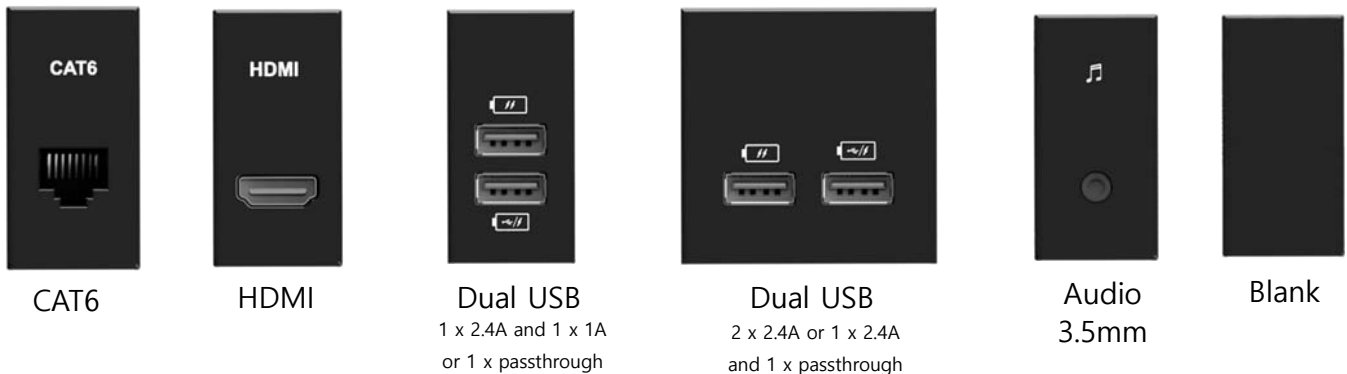 CAT6
HDMI
CAT6
HDMI
Dual USB
1 x 2.4A and 1 x 1A
or 1 x passthrough
Dual USB
2 x 2.4A or 1 x 2.4A
and 1 x passthrough
Audio
3.5mm
Blank